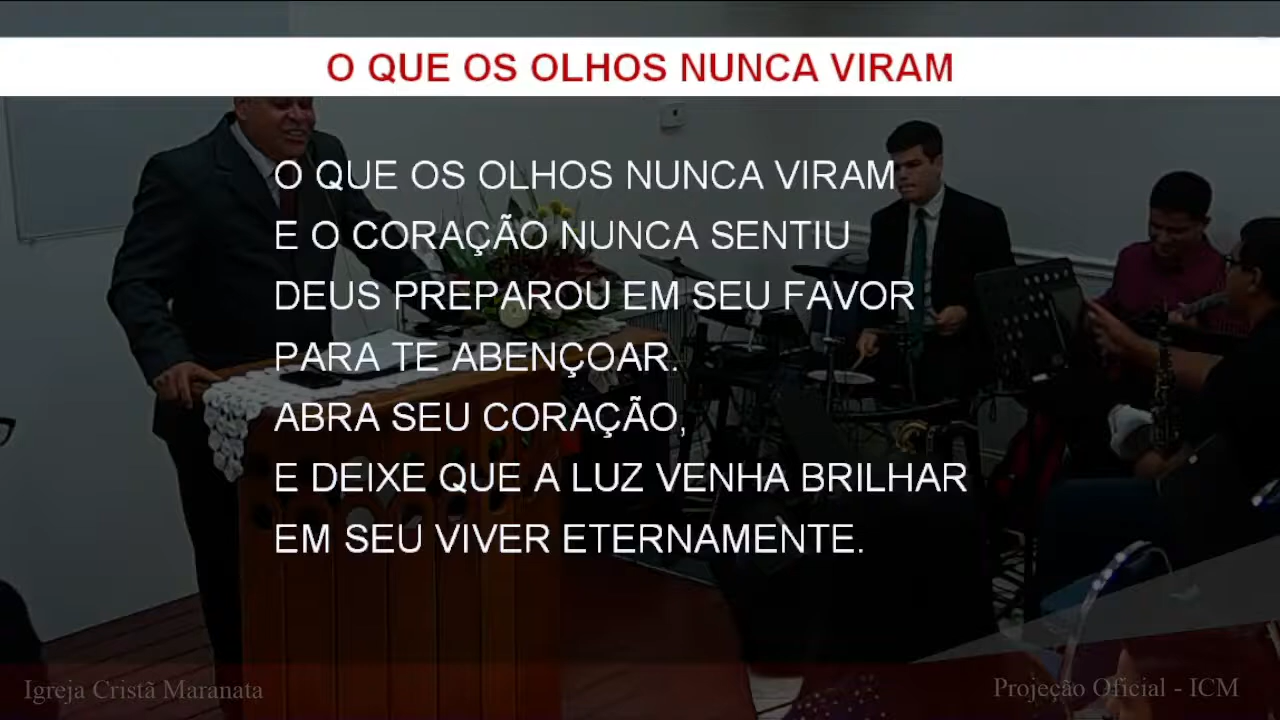 O QUE OS OLHOS NUNCA VIRAM
O QUE OS OLHOS NUNCA VIRAM
E O CORAÇÃO NUNCA SENTIU
DEUS PREPAROU EM SEU FAVOR
PARA TE ABENÇOAR.
ABRA SEU CORAÇÃO,
E DEIXE QUE A LUZ VENHA BRILHAR
EM SEU VIVER ETERNAMENTE.
Igreja Cristã Maranata
Projeção Oficial - ICM